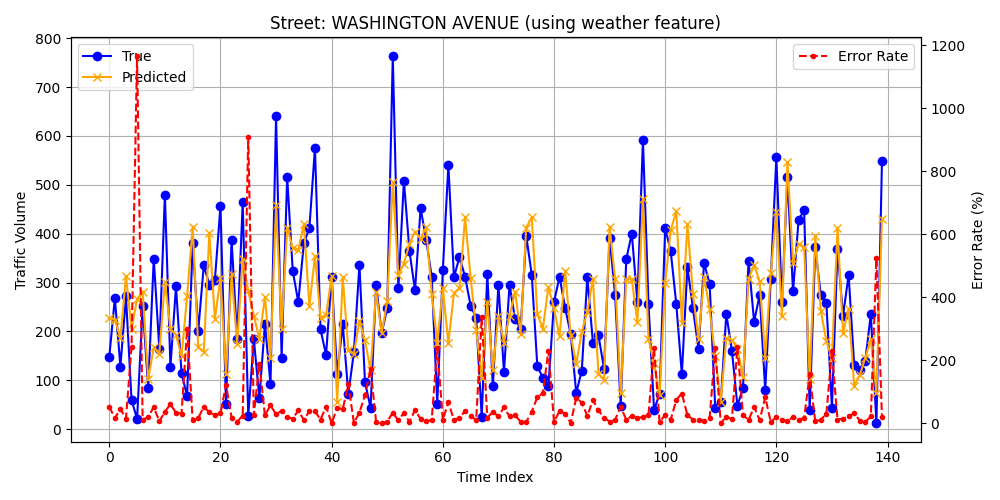 Street: WASHINGTON AVENUE (using weather feature)
True
Predicted
Error Rate
Traffic Volume
800
700
600
500
400
300
200
100
0
1200
1000
800
600
400
200
0
Error Rate (%)
0 20 40 60 80 100 120 140
Time Index